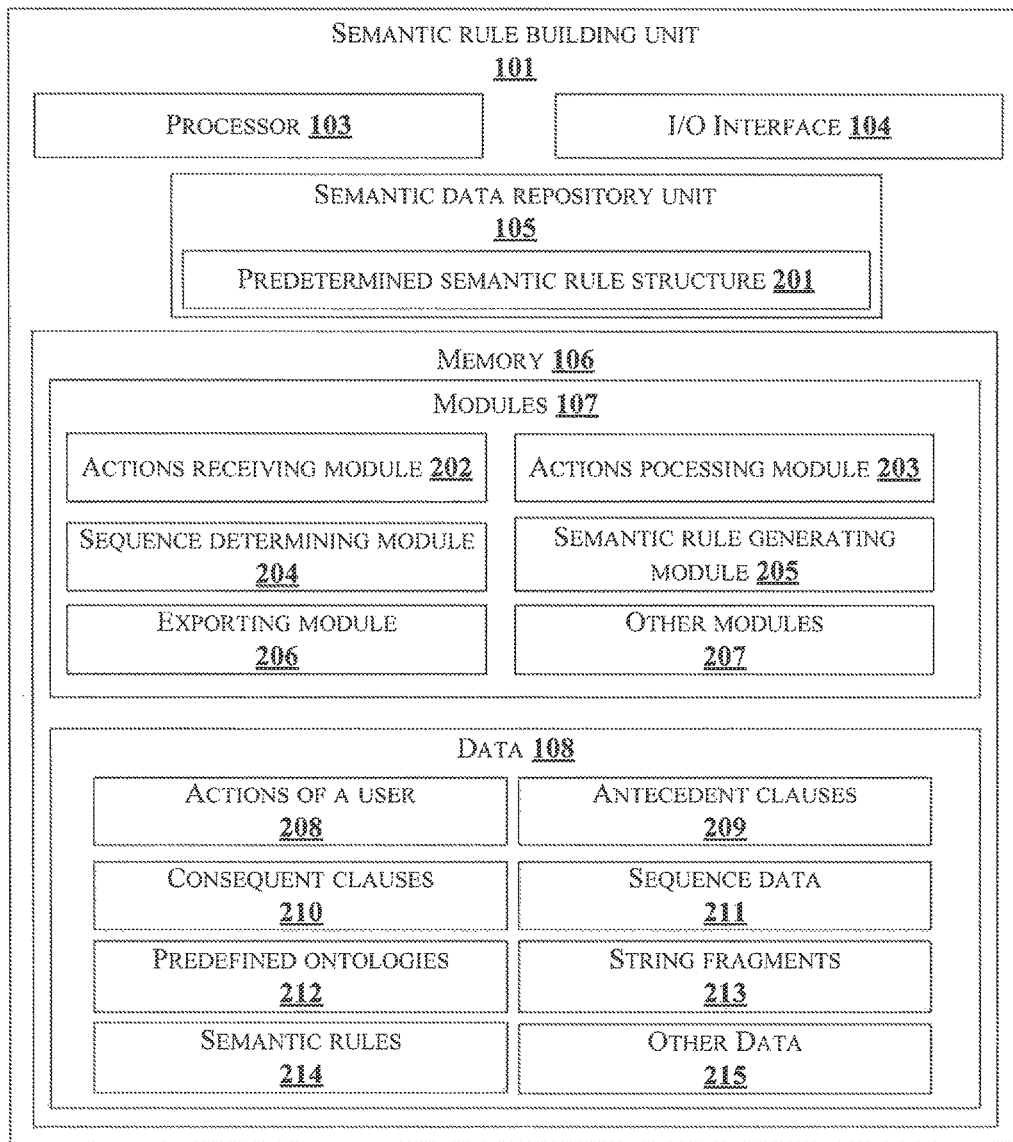 SEMANTIC RULE BUILDING UNIT
101
PROCESSOR 103
I/O INTERFACE 104
SEMANTIC DATA REPOSITORY UNIT
105
PREDETERMINED SEMANTIC RULE STRUCTURE 201
MEMORY 106
MODULES 107
ACTIONS RECEIVING MODULE 202
ACTIONS POCESSING MODULE 203
SEQUENCE DETERMINING MODULE
204
SEMANTIC RULE GENERATING
MODULE 205
EXPORTING MODULE
206
OTHER MODULES
207
DATA 108
ACTIONS OF A USER
208
ANTECEDENT CLAUSES
209
CONSEQUENT CLAUSES
210
SEQUENCE DATA
211
PREDEFINED ONTOLOGIES
212
STRING FRAGMENTS
213
SEMANTIC RULES
214
OTHER DATA
215